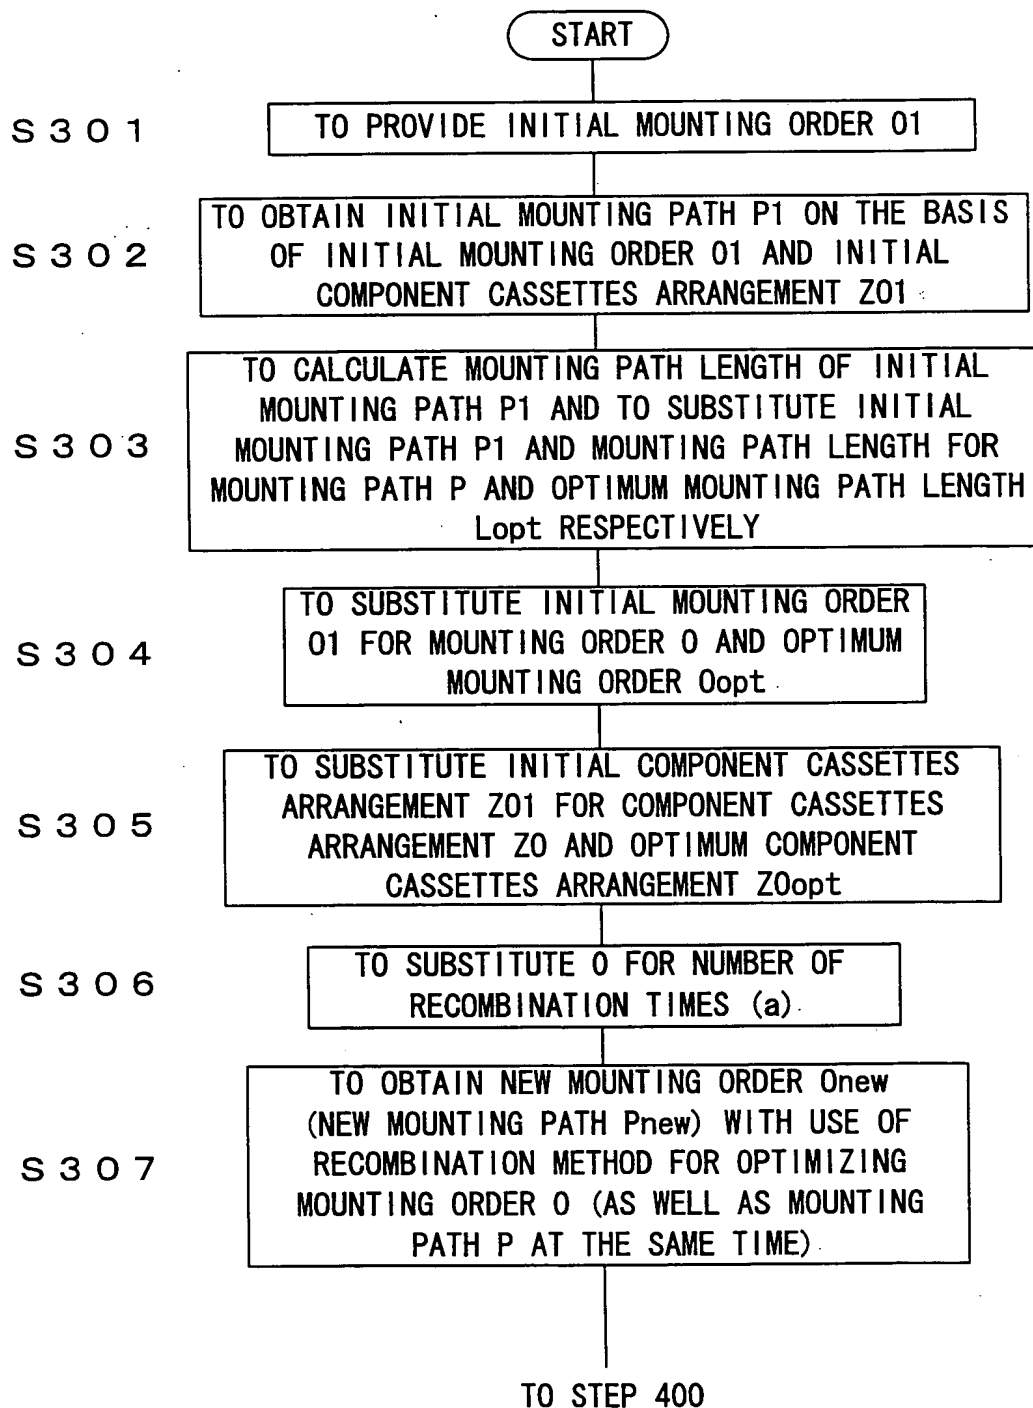 START
S301
TO PROVIDE INITIAL MOUNTING ORDER O1
S302
TO OBTAIN INITIAL MOUNTING PATH P1 ON THE BASIS
OF INITIAL MOUNTING ORDER O1 AND INITIAL
COMPONENT CASSETTES ARRANGEMENT ZO1
S303
TO CALCULATE MOUNTING PATH LENGTH OF INITIAL
MOUNTING PATH P1 AND TO SUBSTITUTE INITIAL
MOUNTING PATH P1 AND MOUNTING PATH LENGTH FOR
MOUNTING PATH P AND OPTIMUM MOUNTING PATH LENGTH
Lopt RESPECTIVELY
S304
TO SUBSTITUTE INITIAL MOUNTING ORDER
O1 FOR MOUNTING ORDER O AND OPTIMUM
MOUNTING ORDER Oopt
S305
TO SUBSTITUTE INITIAL COMPONENT CASSETTES
ARRANGEMENT ZO1 FOR COMPONENT CASSETTES
ARRANGEMENT ZO AND OPTIMUM COMPONENT
CASSETTES ARRANGEMENT ZOopt
S306
TO SUBSTITUTE 0 FOR NUMBER OF
RECOMBINATION TIMES (a)
S307
TO OBTAIN NEW MOUNTING ORDER Onew
(NEW MOUNTING PATH Pnew) WITH USE OF
RECOMBINATION METHOD FOR OPTIMIZING
MOUNTING ORDER O (AS WELL AS MOUNTING
PATH P AT THE SAME TIME)
TO STEP 400